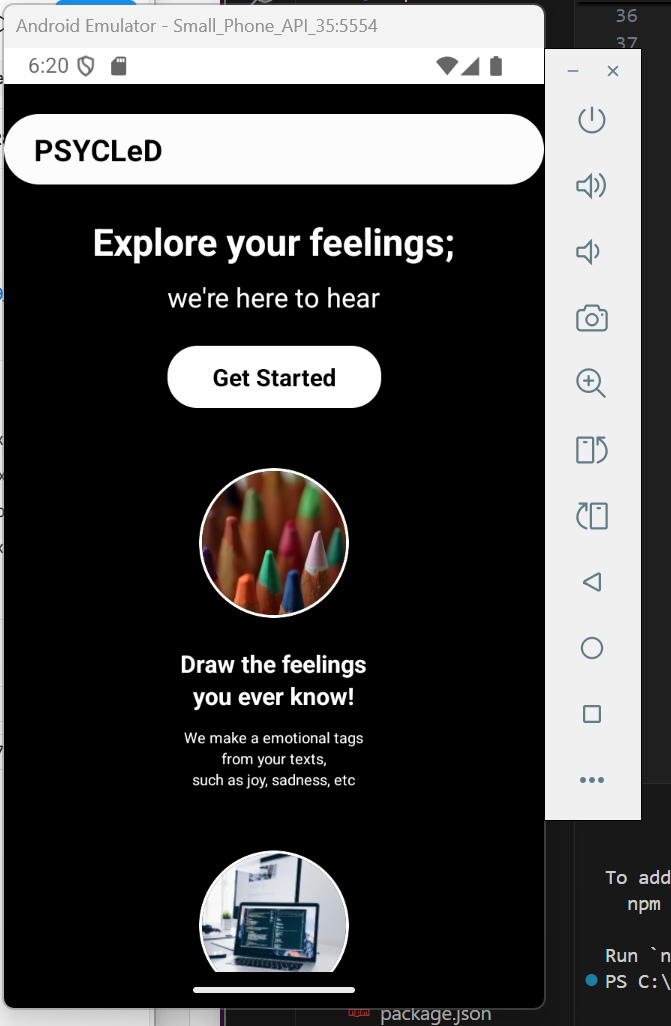 Android Emulator - Small_Phone_API_35:5554
36
37
6:20
PSYCLeD
Explore your feelings;
we're here to hear
Get Started
Draw the feelings
you ever know!
We make a emotional tags
from your texts,
such as joy, sadness, etc
To add
npm
Run `n
PS C:\
package.json